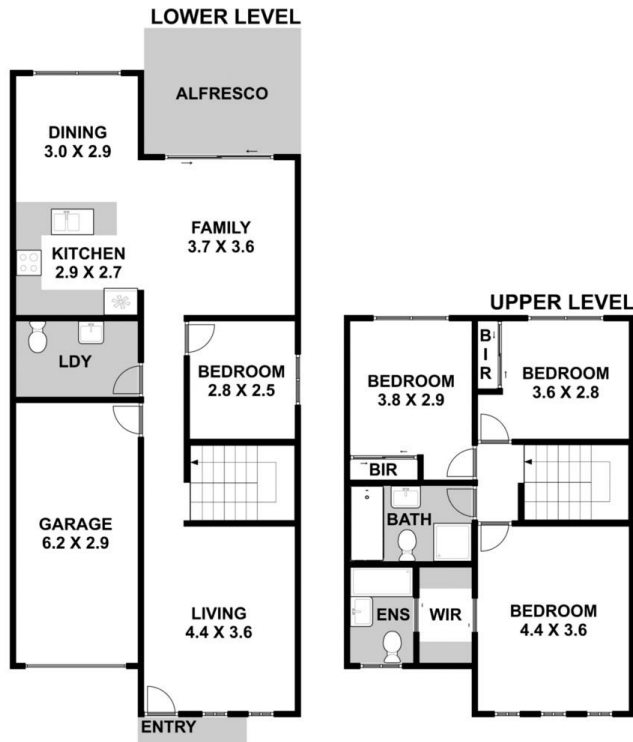 LOWER LEVEL
ALFRESCO
DINING
3.0 X 2.9
FAMILY
3.7 X 3.6
KITCHEN
2.9 X 2.7
LDY
BEDROOM
2.8 X 2.5
GARAGE
6.2 X 2.9
LIVING
4.4 X 3.6
ENTRY
UPPER LEVEL
BEDROOM
3.8 X 2.9
BIR
B
I
R
BEDROOM
3.6 X 2.8
BATH
ENS
WIR
BEDROOM
4.4 X 3.6